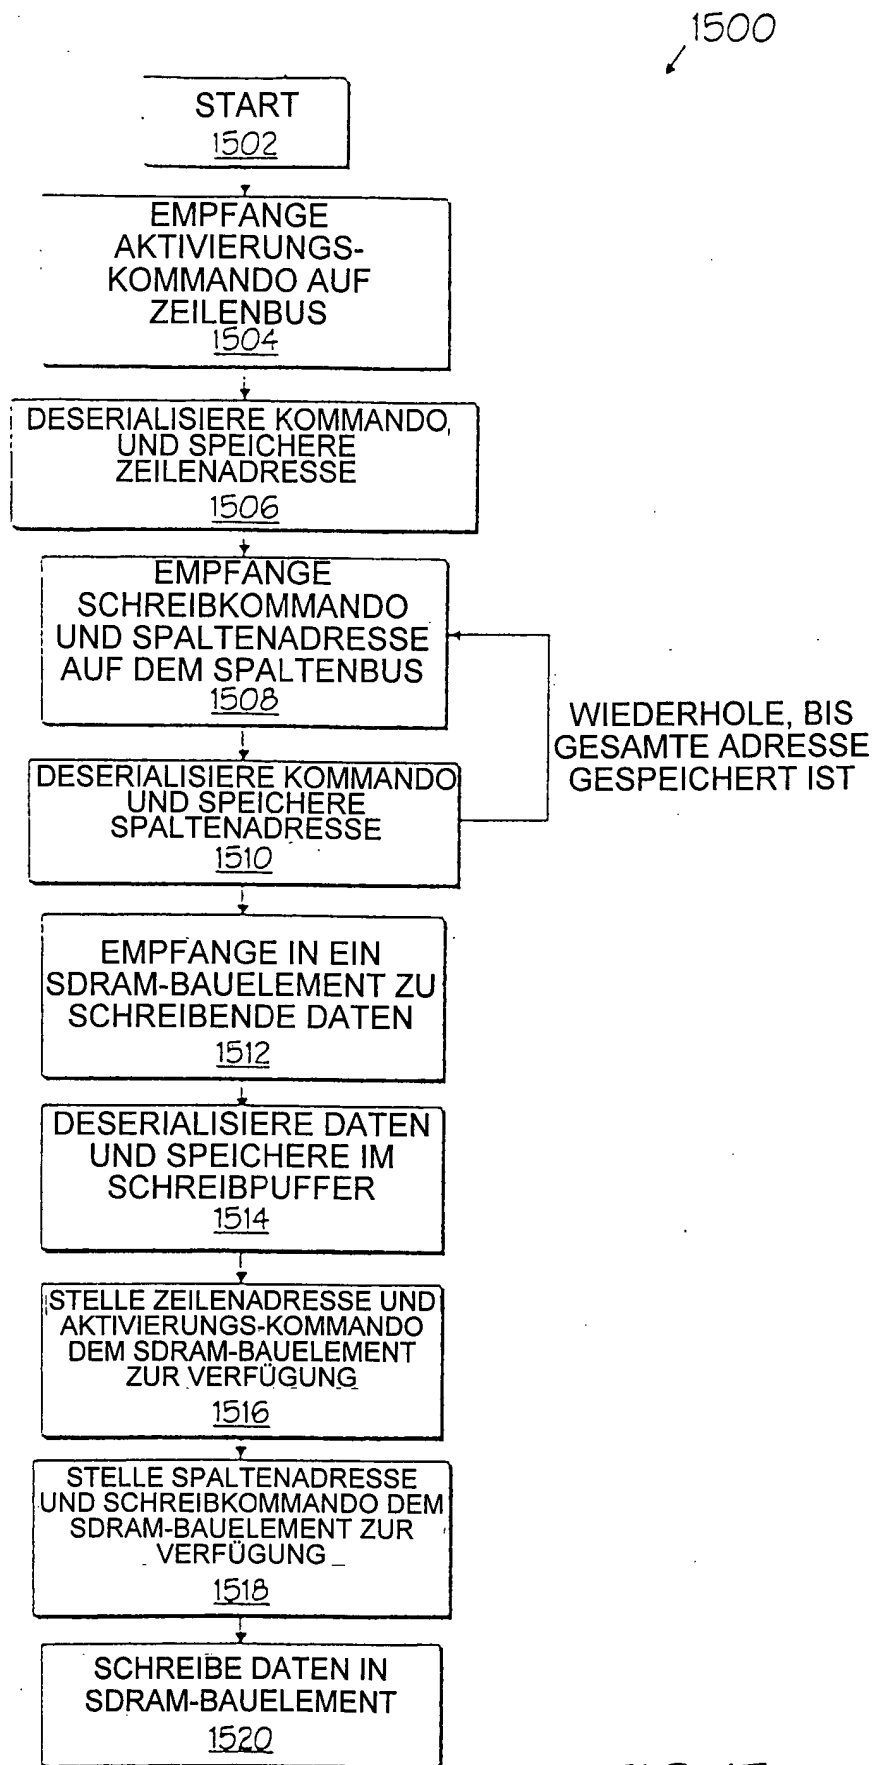 1500
START
1502
EMPFANGE
AKTIVIERUNGS-
KOMMANDO AUF
ZEILENBUS
1504
DESERIALISIERE KOMMANDO,
UND SPEICHERE
ZEILENADRESSE
1506
EMPFANGE
SCHREIBKOMMANDO
UND SPALTENADRESSE
AUF DEM SPALTENBUS
1508
WIEDERHOLE, BIS
GESAMTE ADRESSE
GESPEICHERT IST
DESERIALISIERE KOMMANDO
UND SPEICHERE
SPALTENADRESSE
1510
EMPFANGE IN EIN
SDRAM-BAUELEMENT ZU
SCHREIBENDE DATEN
1512
DESERIALISIERE DATEN
UND SPEICHERE IM
SCHREIBPUFFER
1514
STELLE ZEILENADRESSE UND
AKTIVIERUNGS-KOMMANDO
DEM SDRAM-BAUELEMENT
ZUR VERFÜGUNG
1516
STELLE SPALTENADRESSE
UND SCHREIBKOMMANDO DEM
SDRAM-BAUELEMENT ZUR
VERFÜGUNG
1518
SCHREIBE DATEN IN
SDRAM-BAUELEMENT
1520